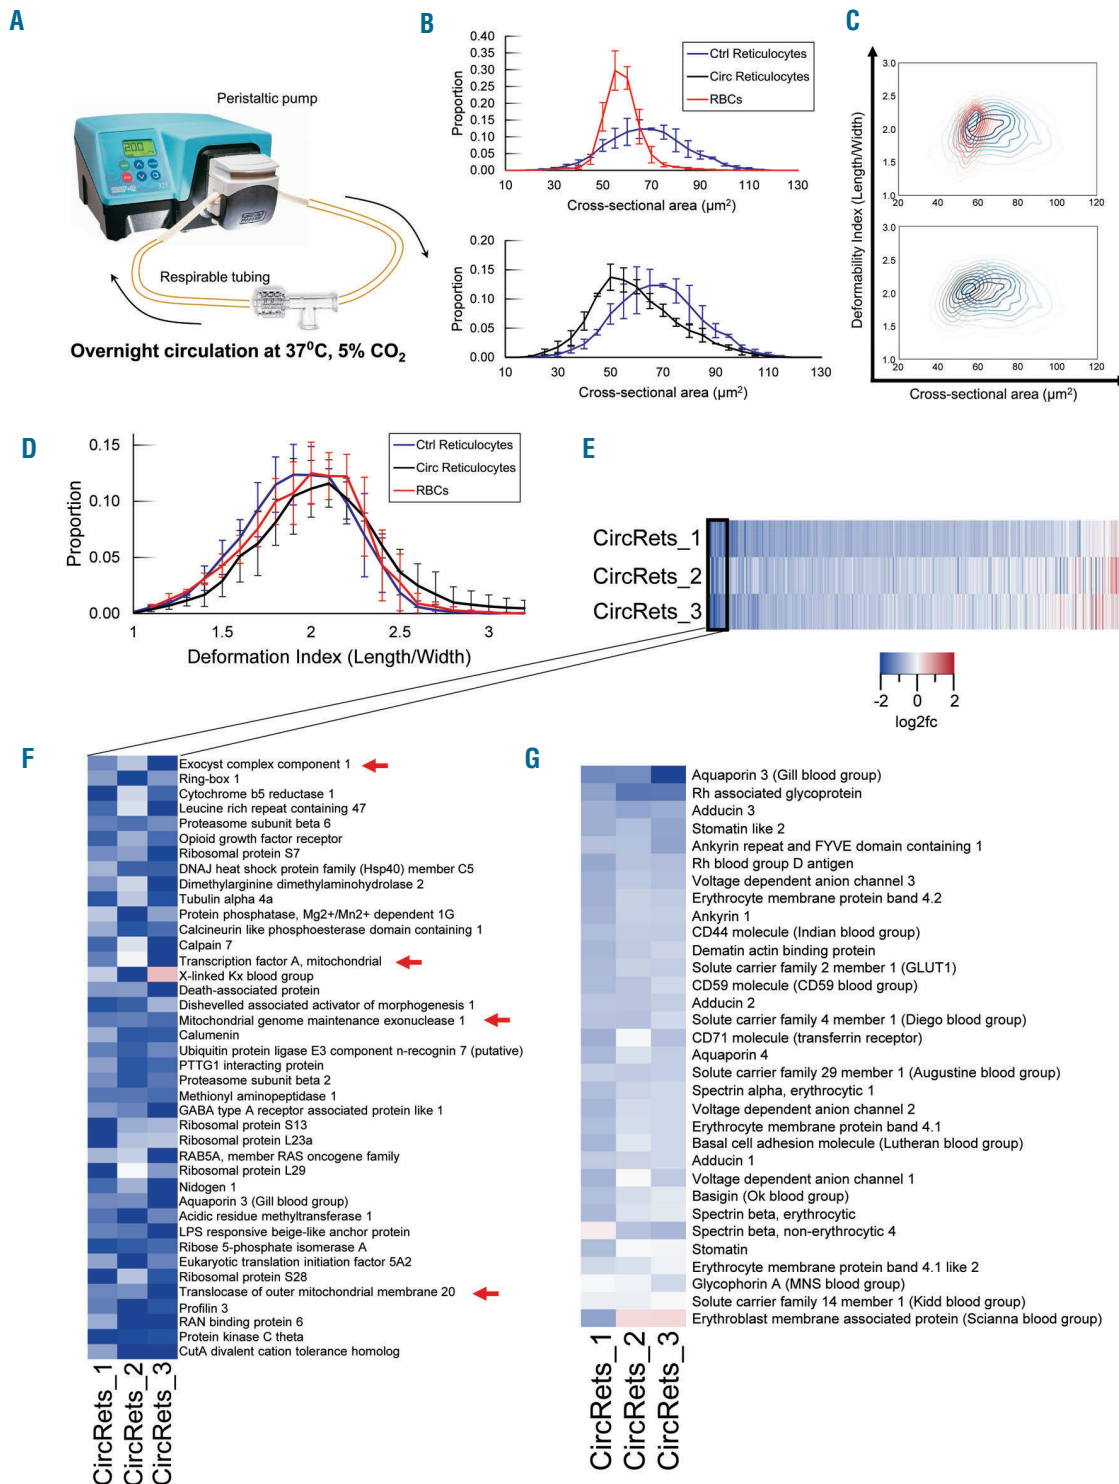 A
Peristaltic pump
200
Respirable tubing
Overnight circulation at 37⁰C, 5% CO₂
B
Proportion
0.40
0.35
0.30
0.25
0.20
0.15
0.10
0.05
0.00
Ctrl Reticulocytes
Circ Reticulocytes
RBCs
10 30 50 70 90 110 130
Cross-sectional area (µm²)
Proportion
0.20
0.15
0.10
0.05
0.00
10 30 50 70 90 110 130
Cross-sectional area (µm²)
C
Deformability Index (Length/Width)
3.0
2.5
2.0
1.5
1.0
20 40 60 80 100 120
3.0
2.5
2.0
1.5
1.0
20 40 60 80 100 120
Cross-sectional area (µm²)
D
Proportion
0.15
0.10
0.05
0.00
Ctrl Reticulocytes
Circ Reticulocytes
RBCs
1 1.5 2 2.5 3
Deformation Index (Length/Width)
E
CircRets_1
CircRets_2
CircRets_3
-2 0 2
log2fc
F
Exocyst complex component 1
Ring-box 1
Cytochrome b5 reductase 1
Leucine rich repeat containing 47
Proteasome subunit beta 6
Opioid growth factor receptor
Ribosomal protein S7
DNAJ heat shock protein family (Hsp40) member C5
Dimethylarginine dimethylaminohydrolase 2
Tubulin alpha 4a
Protein phosphatase, Mg2+/Mn2+ dependent 1G
Calcineurin like phosphoesterase domain containing 1
Calpain 7
Transcription factor A, mitochondrial
X-linked Kx blood group
Death-associated protein
Dishevelled associated activator of morphogenesis 1
Mitochondrial genome maintenance exonuclease 1
Calumenin
Ubiquitin protein ligase E3 component n-recognin 7 (putative)
PTTG1 interacting protein
Proteasome subunit beta 2
Methionyl aminopeptidase 1
GABA type A receptor associated protein like 1
Ribosomal protein S13
Ribosomal protein L23a
RAB5A, member RAS oncogene family
Ribosomal protein L29
Nidogen 1
Aquaporin 3 (Gill blood group)
Acidic residue methyltransferase 1
LPS responsive beige-like anchor protein
Ribose 5-phosphate isomerase A
Eukaryotic translation initiation factor 5A2
Ribosomal protein S28
Translocase of outer mitochondrial membrane 20
Profilin 3
RAN binding protein 6
Protein kinase C theta
CutA divalent cation tolerance homolog
CircRets_1
CircRets_2
CircRets_3
G
Aquaporin 3 (Gill blood group)
Rh associated glycoprotein
Adducin 3
Stomatin like 2
Ankyrin repeat and FYVE domain containing 1
Rh blood group D antigen
Voltage dependent anion channel 3
Erythrocyte membrane protein band 4.2
Ankyrin 1
CD44 molecule (Indian blood group)
Dematin actin binding protein
Solute carrier family 2 member 1 (GLUT1)
CD59 molecule (CD59 blood group)
Adducin 2
Solute carrier family 4 member 1 (Diego blood group)
CD71 molecule (transferrin receptor)
Aquaporin 4
Solute carrier family 29 member 1 (Augustine blood group)
Spectrin alpha, erythrocytic 1
Voltage dependent anion channel 2
Erythrocyte membrane protein band 4.1
Basal cell adhesion molecule (Lutheran blood group)
Adducin 1
Voltage dependent anion channel 1
Basigin (Ok blood group)
Spectrin beta, erythrocytic
Spectrin beta, non-erythrocytic 4
Stomatin
Erythrocyte membrane protein band 4.1 like 2
Glycophorin A (MNS blood group)
Solute carrier family 14 member 1 (Kidd blood group)
Erythroblast membrane associated protein (Scianna blood group)
CircRets_1
CircRets_2
CircRets_3